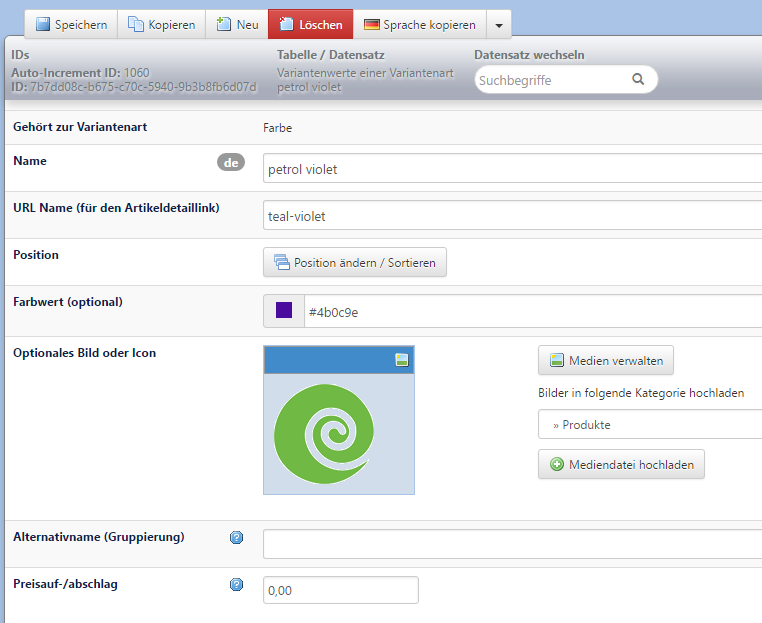 Speichern Kopieren Neu Löschen Sprache kopieren
IDs
Auto-Increment ID: 1060
ID: 7b7dd08c-b675-c70c-5940-9b3b8fb6d07d
Tabelle / Datensatz
Variantenwerte einer Variantenart
petrol violet
Datensatz wechseln
Suchbegriffe
Gehört zur Variantenart Farbe
Name de petrol violet
URL Name (für den Artikeldetaillink) teal-violet
Position Position ändern / Sortieren
Farbwert (optional) #4b0c9e
Optionales Bild oder Icon Medien verwalten
Bilder in folgende Kategorie hochladen
» Produkte
Mediendatei hochladen
Alternativname (Gruppierung) ?
Preisauf-/abschlag ? 0,00